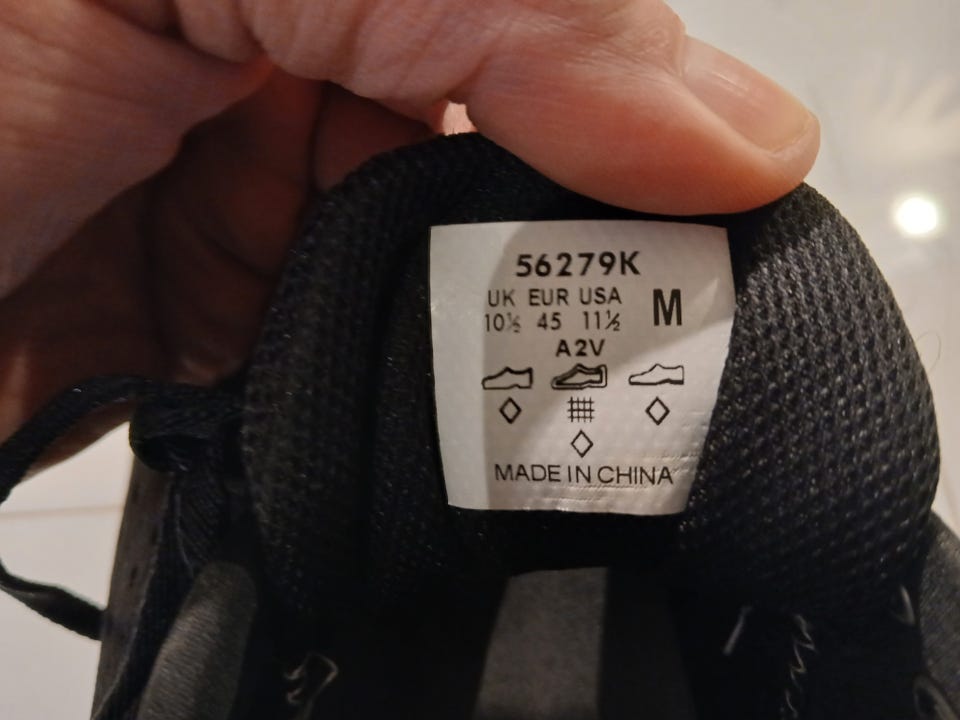 56279K
UK EUR USA M
10½ 45 11½
A2V
MADE IN CHINA